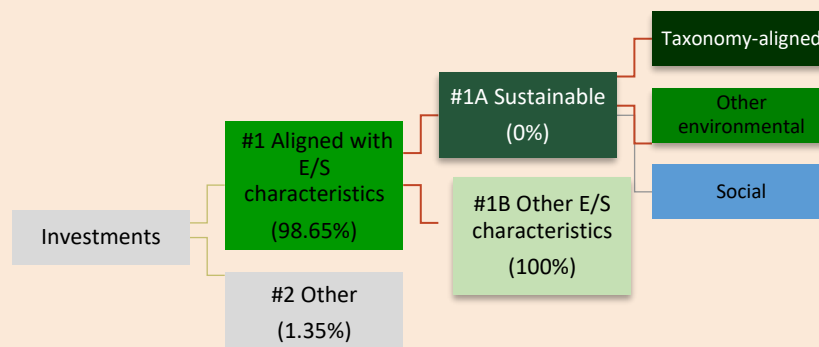 Investments
#1 Aligned with
E/S
characteristics
(98.65%)
#2 Other
(1.35%)
#1A Sustainable
(0%)
#1B Other E/S
characteristics
(100%)
Taxonomy-aligned
Other
environmental
Social